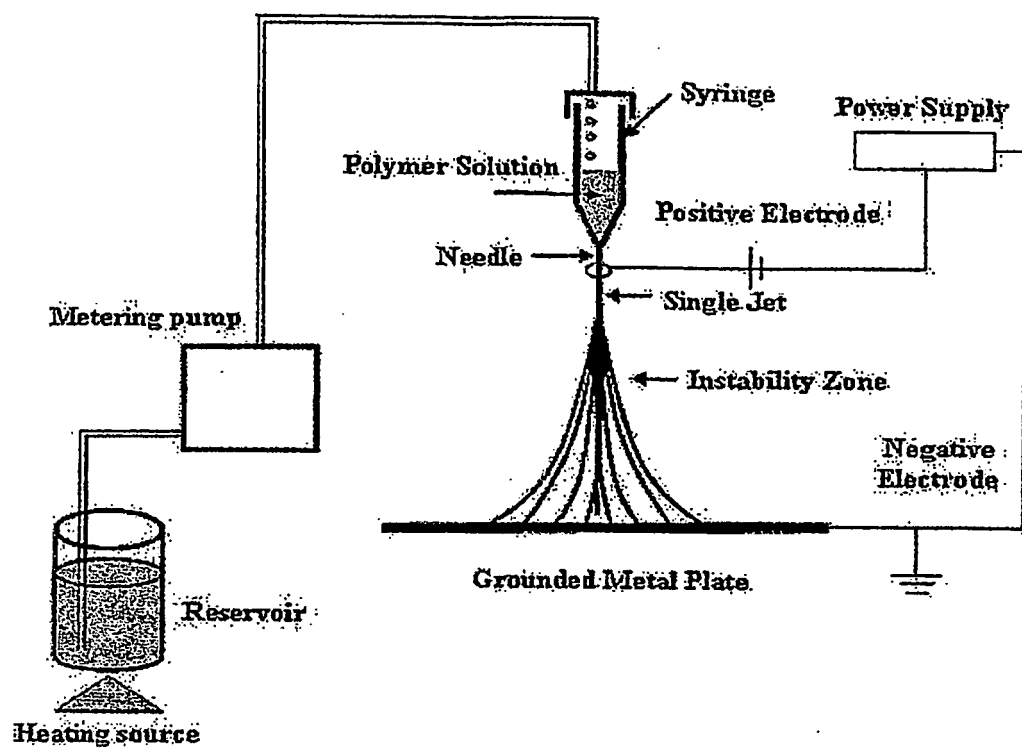 Syringe
Power Supply
Polymer Solution
Positive Electrode
Needle
Single Jet
Metering pump
Instability Zone
Negative
Electrode
Grounded Metal Plate
Reservoir
Heating source